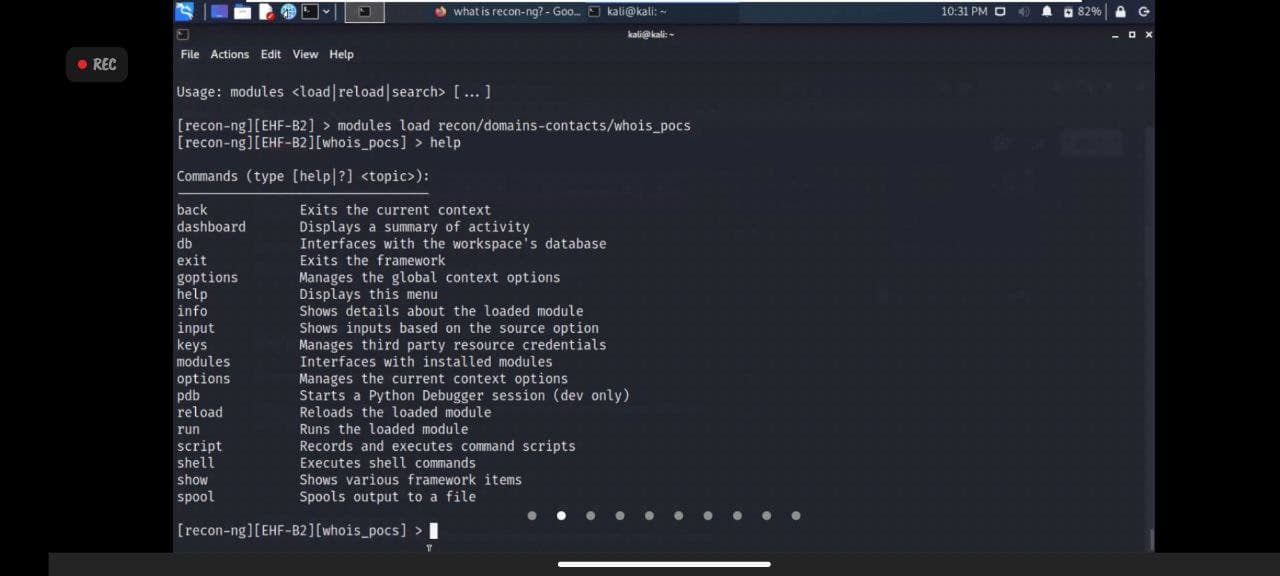 what is recon-ng? - Goo...
kali@kali: ~
10:31 PM
82%
kali@kali: ~
REC
File Actions Edit View Help
Usage: modules <load|reload|search> [ ... ]
[recon-ng][EHF-B2] > modules load recon/domains-contacts/whois_pocs
[recon-ng][EHF-B2][whois_pocs] > help
Commands (type [help|?] <topic>):
back Exits the current context
dashboard Displays a summary of activity
db Interfaces with the workspace's database
exit Exits the framework
goptions Manages the global context options
help Displays this menu
info Shows details about the loaded module
input Shows inputs based on the source option
keys Manages third party resource credentials
modules Interfaces with installed modules
options Manages the current context options
pdb Starts a Python Debugger session (dev only)
reload Reloads the loaded module
run Runs the loaded module
script Records and executes command scripts
shell Executes shell commands
show Shows various framework items
spool Spools output to a file
[recon-ng][EHF-B2][whois_pocs] >